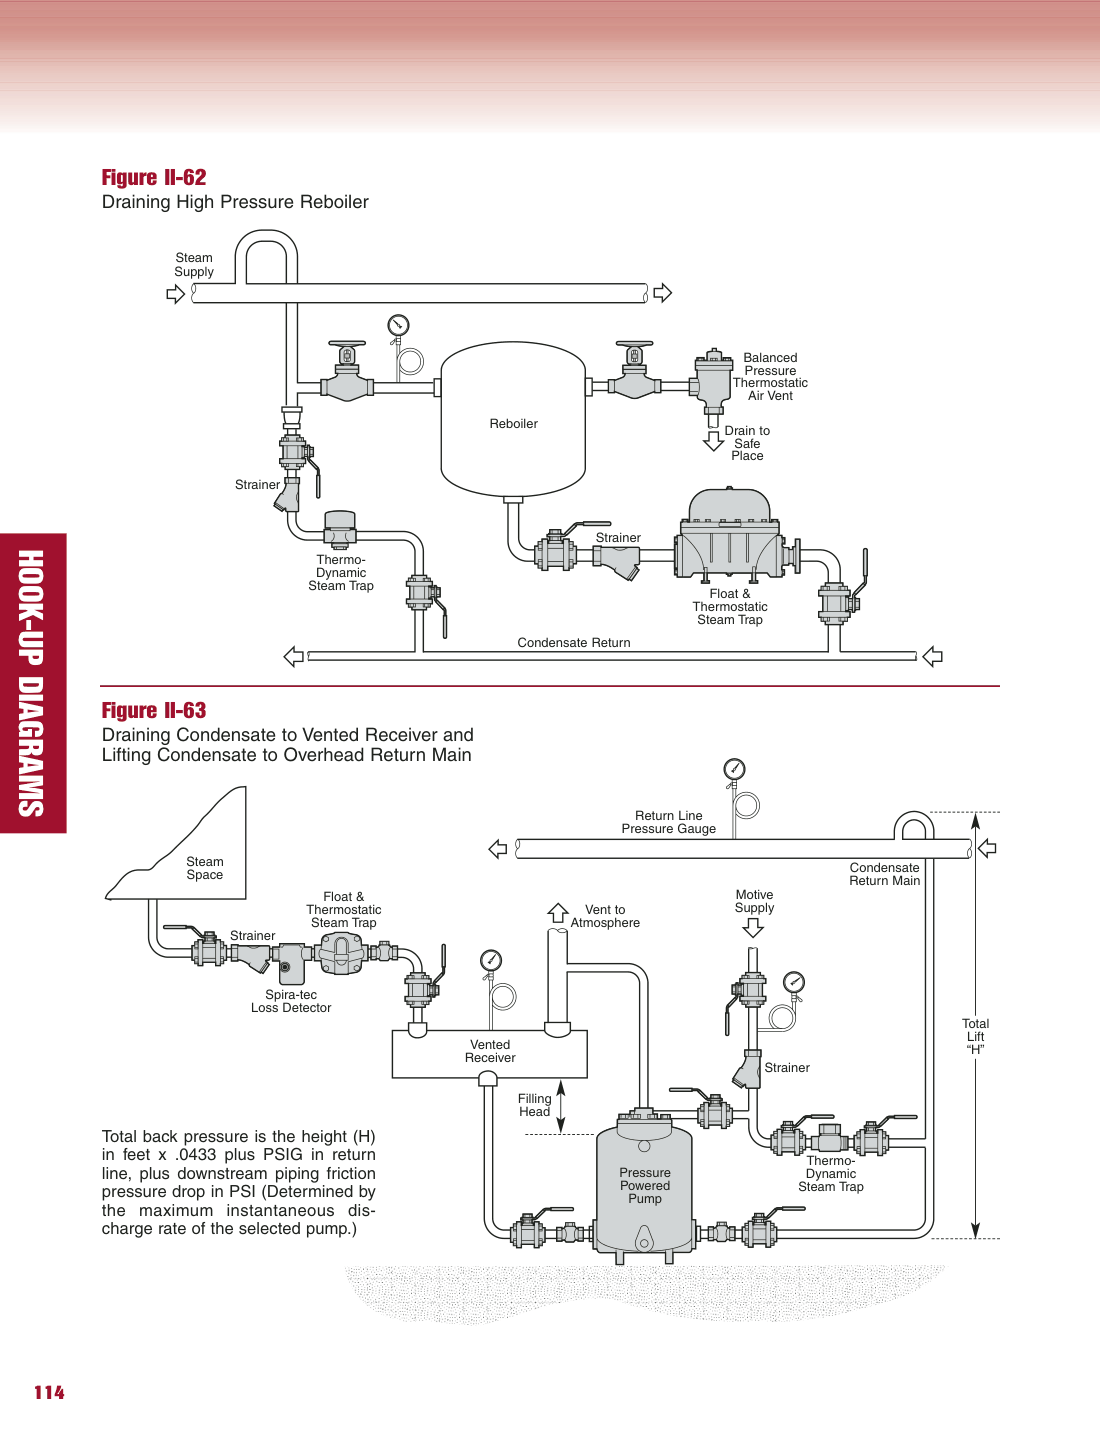 Figure II-62
Draining High Pressure Reboiler
Steam
Supply
Balanced
Pressure
Thermostatic
Air Vent
Reboiler
Drain to
Safe
Place
Strainer
Strainer
Thermo-
Dynamic
Steam Trap
Float &
Thermostatic
Steam Trap
Condensate Return
HOOK-UP DIAGRAMS
Figure II-63
Draining Condensate to Vented Receiver and
Lifting Condensate to Overhead Return Main
Return Line
Pressure Gauge
Steam
Space
Condensate
Return Main
Float &
Thermostatic
Steam Trap
Vent to
Atmosphere
Motive
Supply
Strainer
Spira-tec
Loss Detector
Total
Lift
“H”
Vented
Receiver
Strainer
Filling
Head
Total back pressure is the height (H)
in feet x .0433 plus PSIG in return
line, plus downstream piping friction
pressure drop in PSI (Determined by
the maximum instantaneous dis-
charge rate of the selected pump.)
Pressure
Powered
Pump
Thermo-
Dynamic
Steam Trap
114